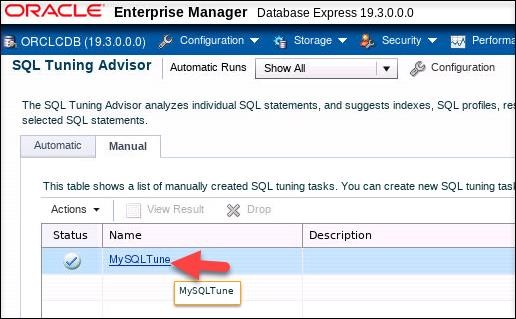 ORACLE Enterprise Manager Database Express 19.3.0.0.0
ORCLCDB (19.3.0.0.0) Configuration Storage Security
SQL Tuning Advisor Automatic Runs Show All Configuration
The SQL Tuning Advisor analyzes individual SQL statements, and suggests indexes, SQL profiles,
selected SQL statements.
Automatic Manual
This table shows a list of manually created SQL tuning tasks. You can create new SQL tuning
Actions View Result Drop
Status Name Description
MySQLTune
MySQLTune